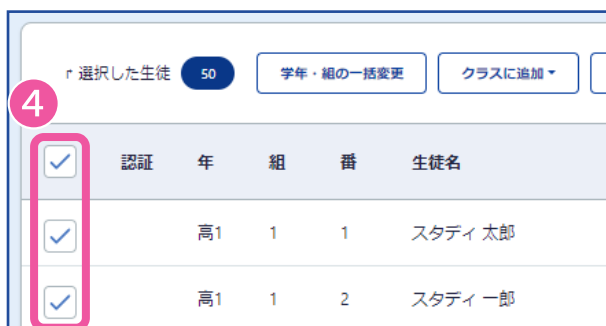 選択した生徒 50 学年・組の一括変更 クラスに追加
4
認証 年 組 番 生徒名
高1 1 1 スタディ 太郎
高1 1 2 スタディ 一郎